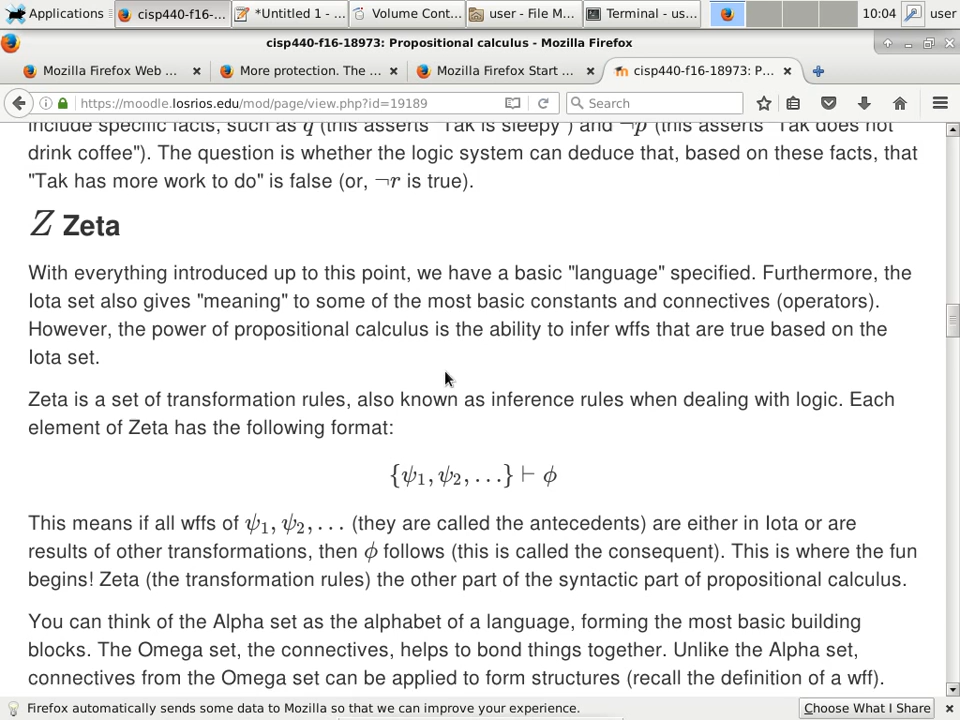 Applications
cisp440-f16-...
*Untitled 1 - ...
Volume Cont...
user - File M...
Terminal - us...
10:04
user
cisp440-f16-18973: Propositional calculus - Mozilla Firefox
Mozilla Firefox Web ...
More protection. The ...
Mozilla Firefox Start ...
cisp440-f16-18973: P...
https://moodle.losrios.edu/mod/page/view.php?id=19189
Search
include specific facts, such as q (this asserts "Tak is sleepy") and ¬p (this asserts "Tak does not
drink coffee"). The question is whether the logic system can deduce that, based on these facts, that
"Tak has more work to do" is false (or, ¬r is true).
Z Zeta
With everything introduced up to this point, we have a basic "language" specified. Furthermore, the
Iota set also gives "meaning" to some of the most basic constants and connectives (operators).
However, the power of propositional calculus is the ability to infer wffs that are true based on the
Iota set.
Zeta is a set of transformation rules, also known as inference rules when dealing with logic. Each
element of Zeta has the following format:
{ψ₁, ψ₂, …} ⊢ ϕ
This means if all wffs of ψ₁, ψ₂, … (they are called the antecedents) are either in Iota or are
results of other transformations, then ϕ follows (this is called the consequent). This is where the fun
begins! Zeta (the transformation rules) the other part of the syntactic part of propositional calculus.
You can think of the Alpha set as the alphabet of a language, forming the most basic building
blocks. The Omega set, the connectives, helps to bond things together. Unlike the Alpha set,
connectives from the Omega set can be applied to form structures (recall the definition of a wff).
Firefox automatically sends some data to Mozilla so that we can improve your experience.
Choose What I Share